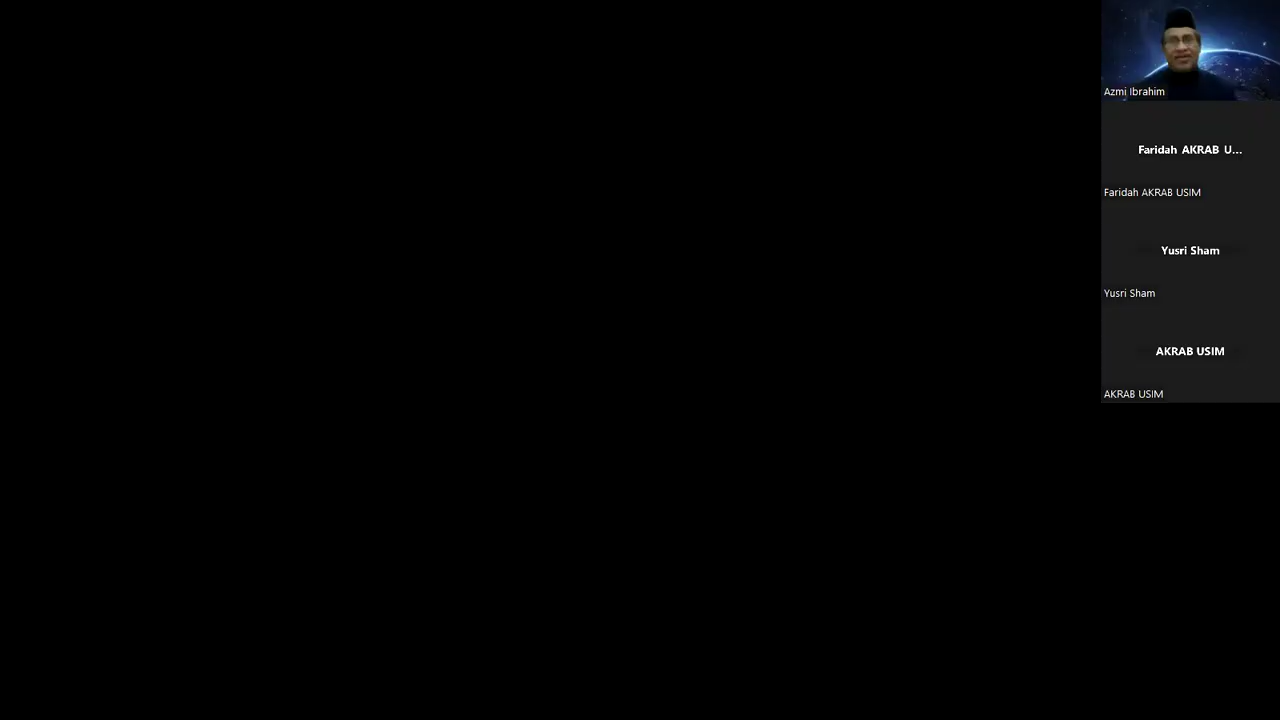 Azmi Ibrahim
Faridah AKRAB U...
Faridah AKRAB USIM
Yusri Sham
Yusri Sham
AKRAB USIM
AKRAB USIM